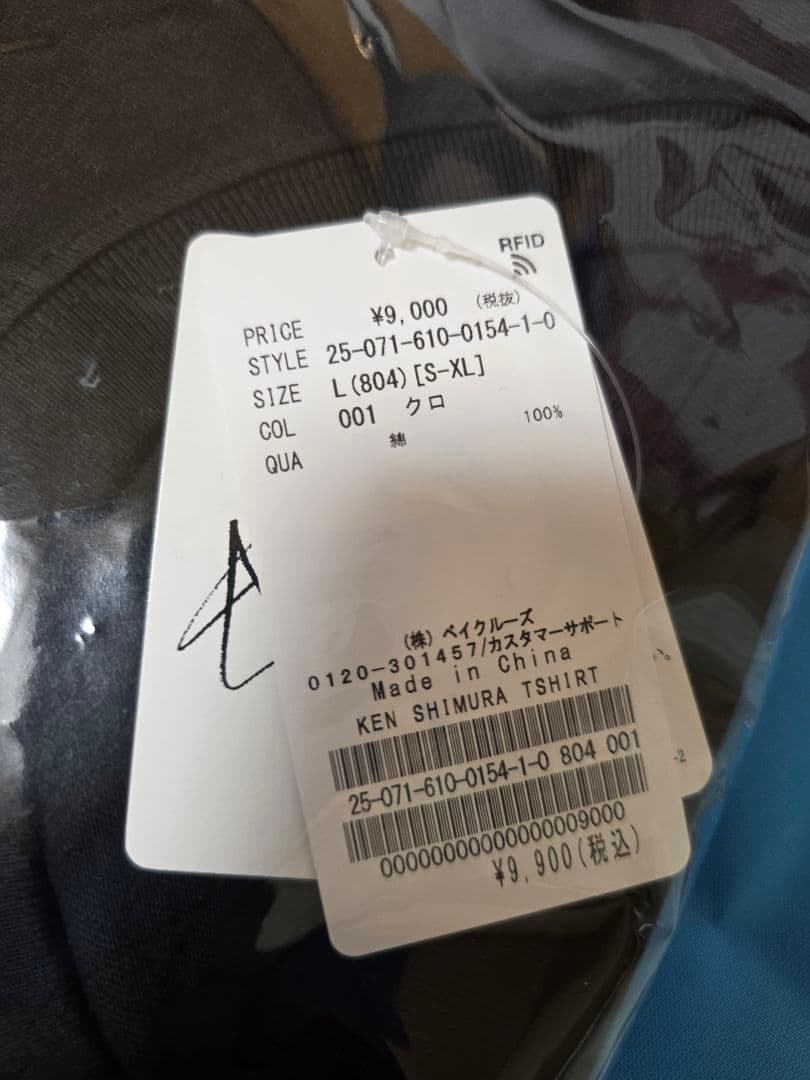 RFID
PRICE ¥9,000 (税抜)
STYLE 25-071-610-0154-1-0
SIZE L(804)[S-XL]
COL 001 クロ
QUA 綿 100%
(株)ベイクルーズ
0120-301457/カスタマーサポート
Made in China
KEN SHIMURA TSHIRT
25-071-610-0154-1-0 804 001
00000000000000009000
¥9,900(税込)
-2